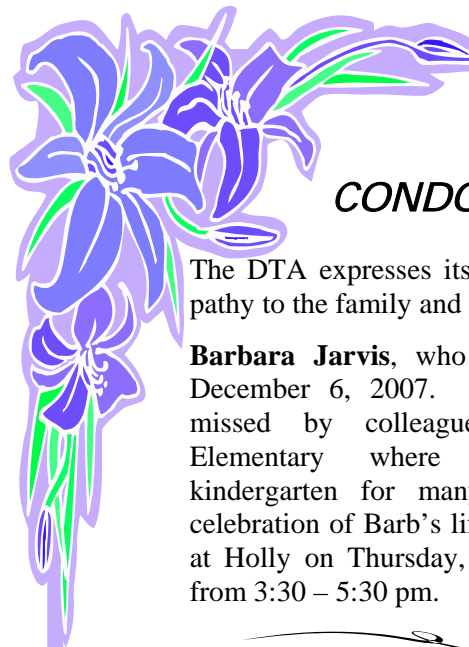 CONDO
The DTA expresses its
pathy to the family and
Barbara Jarvis, who
December 6, 2007.
missed by colleague
Elementary where
kindergarten for many
celebration of Barb's li
at Holly on Thursday,
from 3:30 – 5:30 pm.